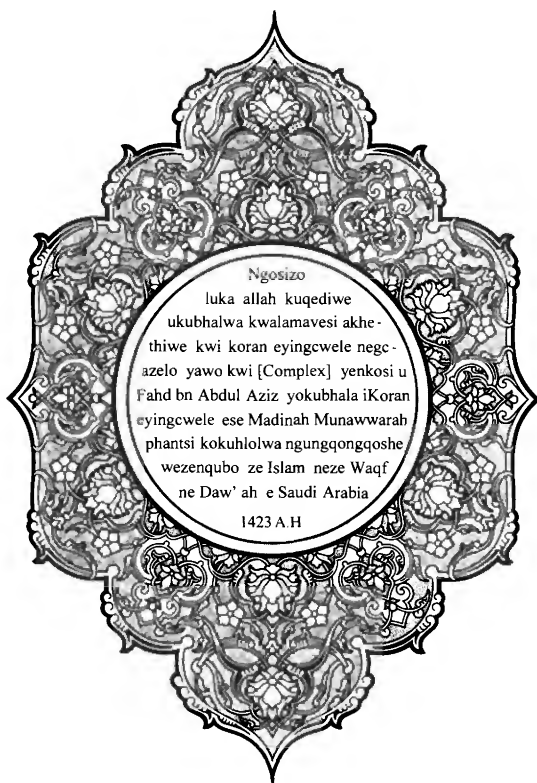 Ngosizo
luka allah kuqediwe
ukubhalwa kwalamavesi akhe-
thiwe kwi koran eyingcwele negc-
azelo yawo kwi [Complex] yenkosi u
Fahd bn Abdul Aziz yokubhala iKoran
eyingcwele ese Madinah Munawwarah
phantsi kokuhlolwa ngungqongqoshe
wezenqubo ze Islam neze Waqf
ne Daw' ah e Saudi Arabia
1423 A.H